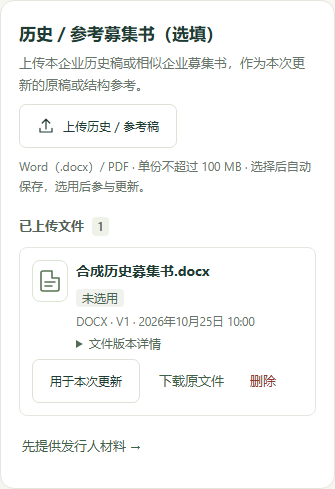 历史 / 参考募集书（选填）
上传本企业历史稿或相似企业募集书，作为本次更
新的原稿或结构参考。
上传历史 / 参考稿
Word（.docx）/ PDF · 单份不超过 100 MB · 选择后自动
保存，选用后参与更新。
已上传文件 1
合成历史募集书.docx
未选用
DOCX · V1 · 2026年10月25日 10:00
▶ 文件版本详情
用于本次更新 下载原文件 删除
先提供发行人材料 →